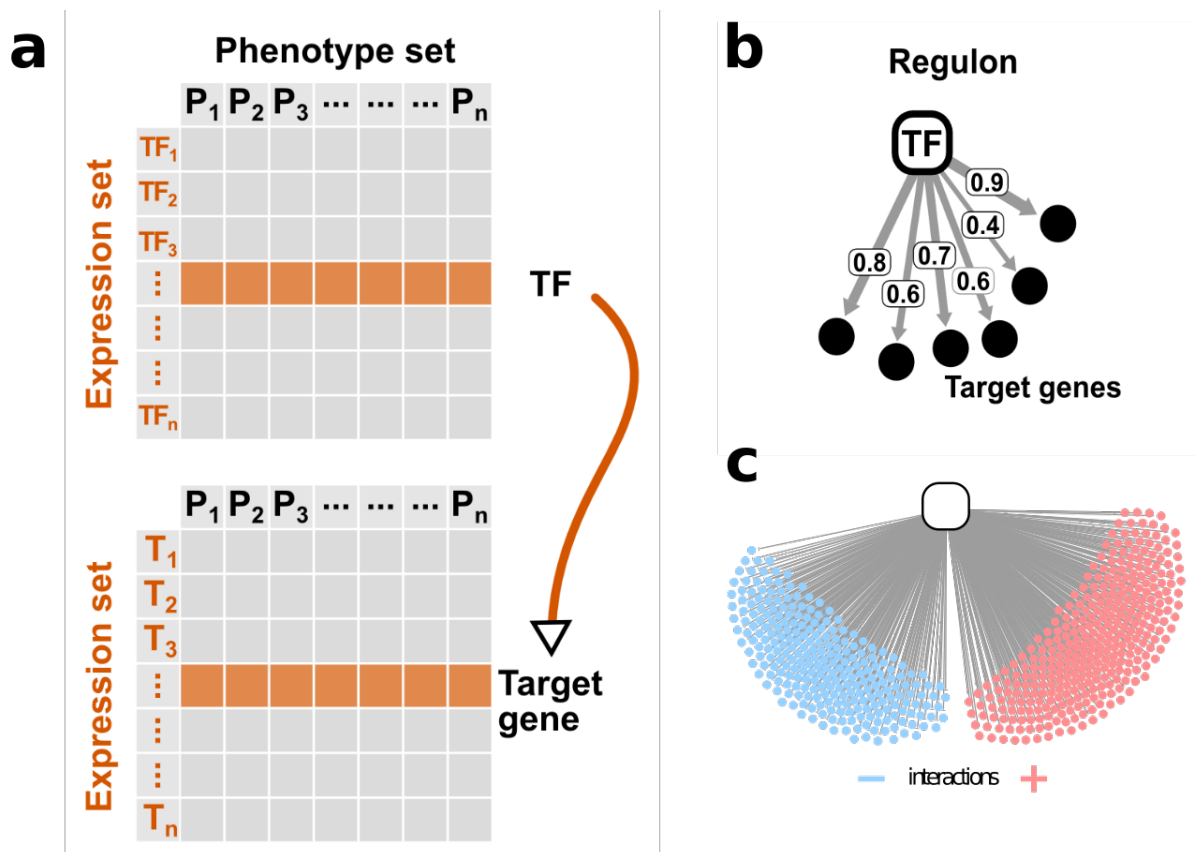 a
Phenotype set
P1 P2 P3 ... ... ... Pn
Expression set
TF1
TF2
TF3
...
...
...
TFn
TF
P1 P2 P3 ... ... ... Pn
Expression set
T1
T2
T3
...
...
...
Tn
Target
gene
b
Regulon
TF
0.9
0.4
0.8
0.7
0.6
0.6
Target genes
c
− interactions +